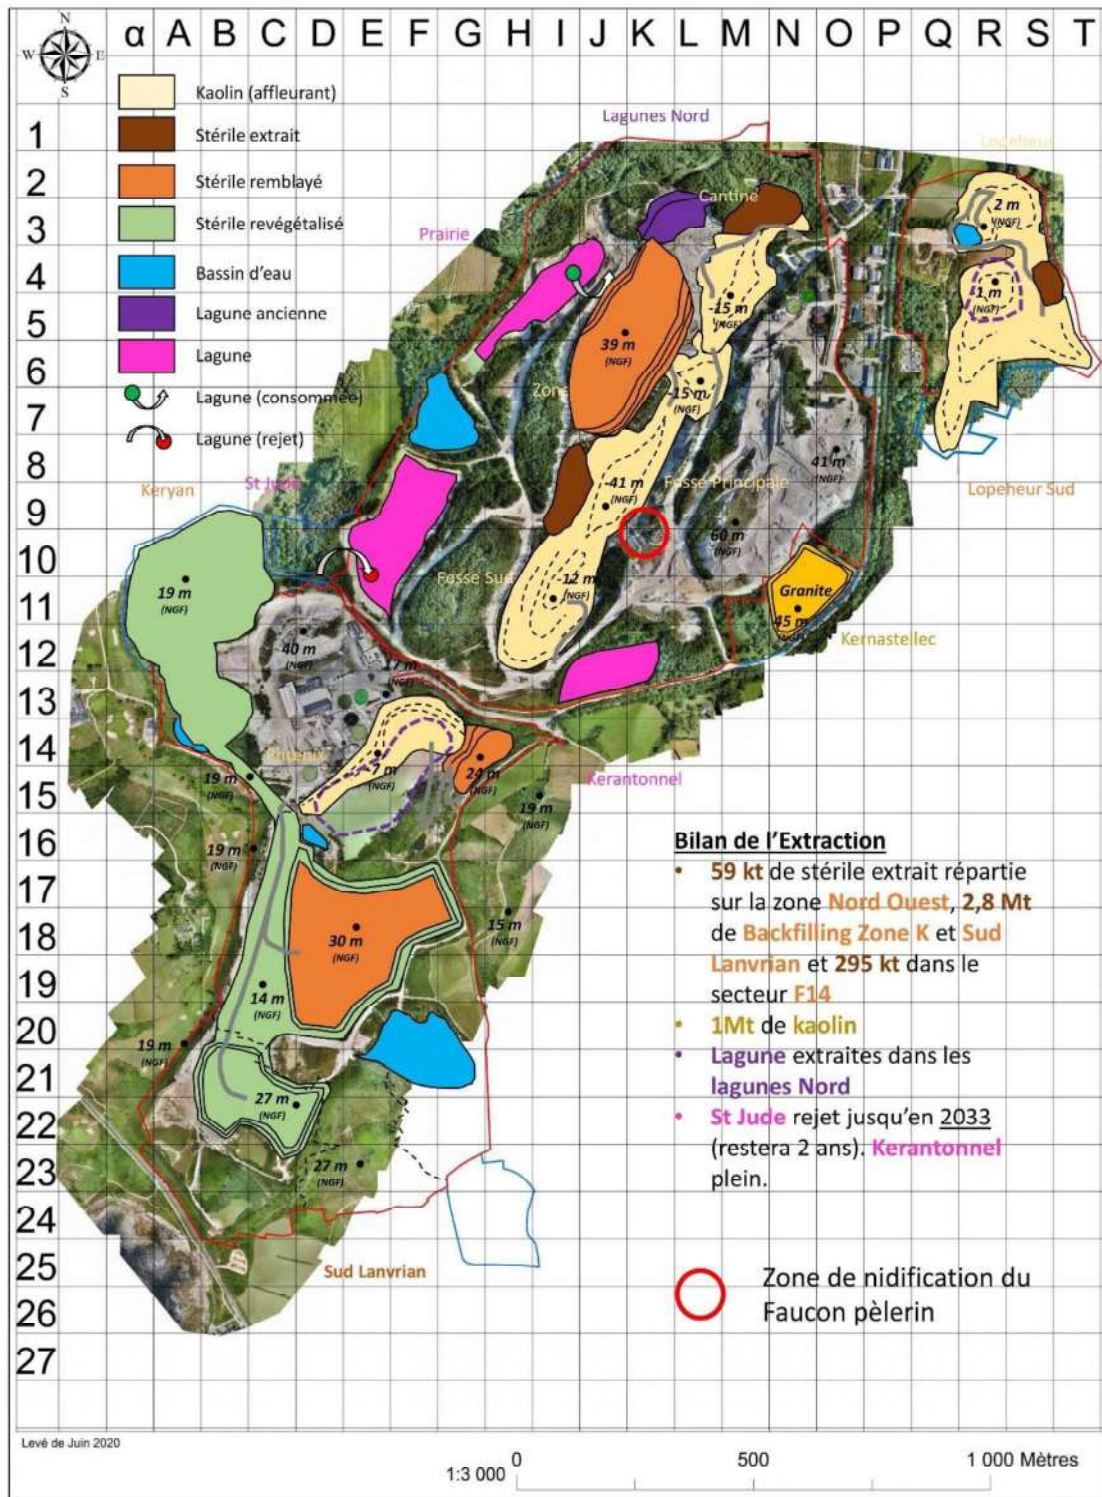 N
W E
S
α A B C D E F G H I J K L M N O P Q R S T
1
2
3
4
5
6
7
8
9
10
11
12
13
14
15
16
17
18
19
20
21
22
23
24
25
26
27
Kaolin (affleurant)
Stérile extrait
Stérile remblayé
Stérile revégétalisé
Bassin d'eau
Lagune ancienne
Lagune
Lagune (consommée)
Lagune (rejet)
Lagunes Nord
Lopeheur
Cantine
Prairie
2 m
(NGF)
1 m
(NGF)
-15 m
(NGF)
39 m
(NGF)
Zone
-15 m
(NGF)
41 m
(NGF)
-41 m
(NGF)
Fosse Principale
Lopeheur Sud
St Jude
Keryan
60 m
(NGF)
Fosse Sud
-12 m
(NGF)
Granite
45 m
(NGF)
Kernastellec
19 m
(NGF)
40 m
(NGF)
17 m
(NGF)
Phoenix
-7 m
(NGF)
24 m
(NGF)
Kerantonnel
19 m
(NGF)
19 m
(NGF)
19 m
(NGF)
15 m
(NGF)
30 m
(NGF)
14 m
(NGF)
19 m
(NGF)
27 m
(NGF)
27 m
(NGF)
Sud Lanvrian
Bilan de l'Extraction
• 59 kt de stérile extrait répartie
sur la zone Nord Ouest, 2,8 Mt
de Backfilling Zone K et Sud
Lanvrian et 295 kt dans le
secteur F14
• 1Mt de kaolin
• Lagune extraites dans les
lagunes Nord
• St Jude rejet jusqu'en 2033
(restera 2 ans). Kerantonnel
plein.
Zone de nidification du
Faucon pèlerin
Levé de Juin 2020
1:3 000
0 500 1 000 Mètres